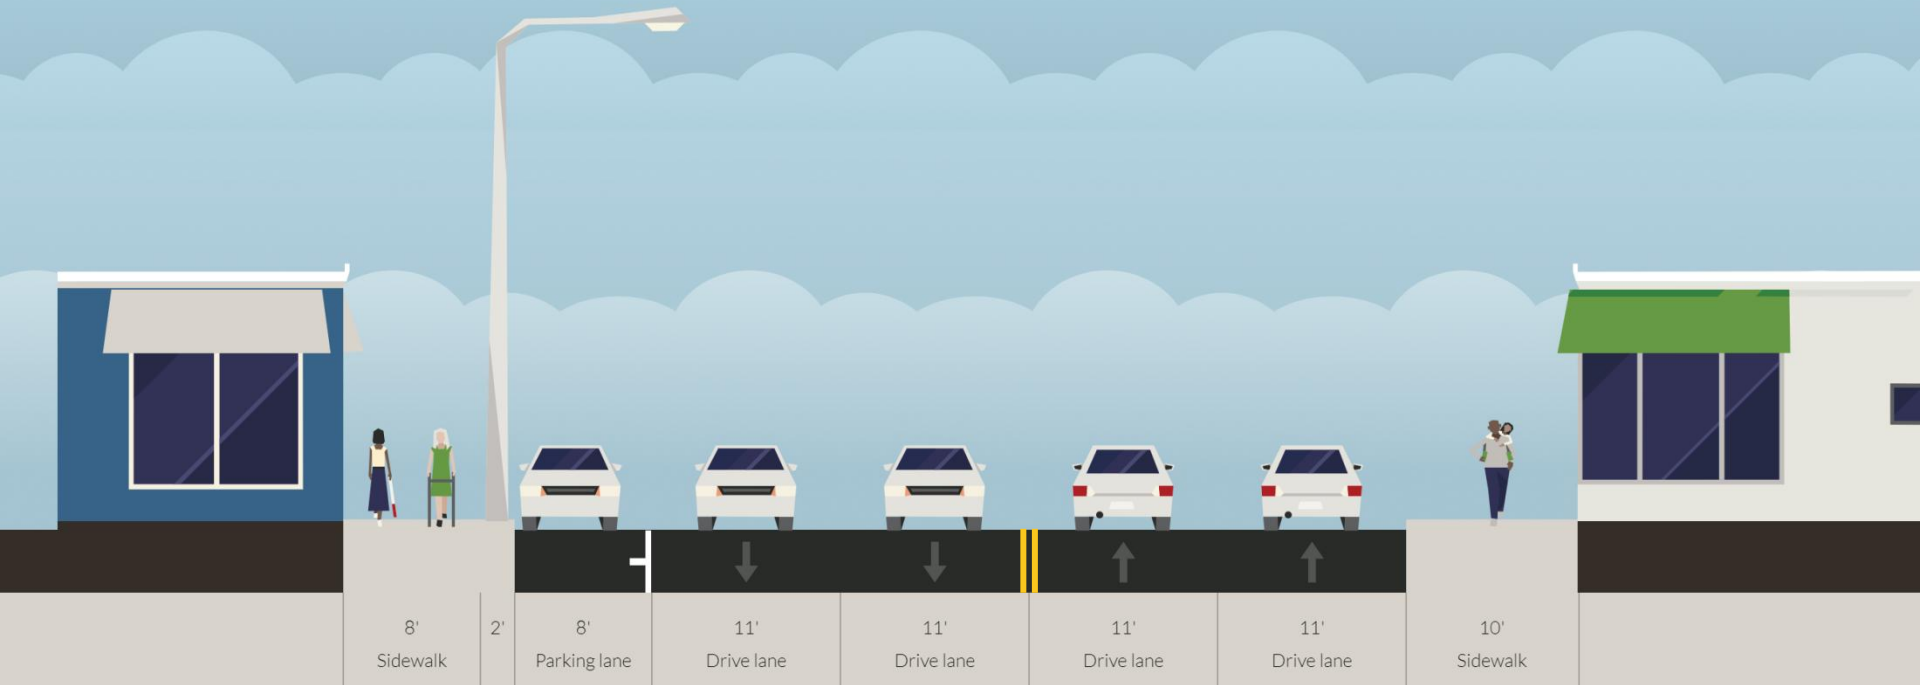 8' 2' 8' 11' 11' 11' 11' 10'
Sidewalk Parking lane Drive lane Drive lane Drive lane Drive lane Sidewalk